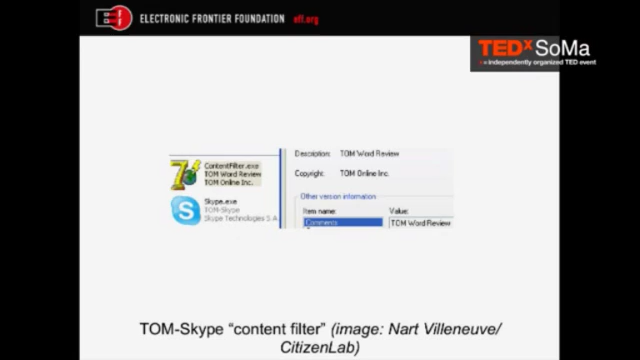 ELECTRONIC FRONTIER FOUNDATION eff.org
TEDxSoMa
x independently organized TED event
ContentFilter.exe
TOM Word Review
TOM Online Inc.
Skype.exe
TOM-Skype
Skype Technologies S.A.
Description: TOM Word Review
Copyright: TOM Online Inc.
Other version information
Item name: Value:
Comments TOM Word Review
TOM-Skype “content filter” (image: Nart Villeneuve/
CitizenLab)